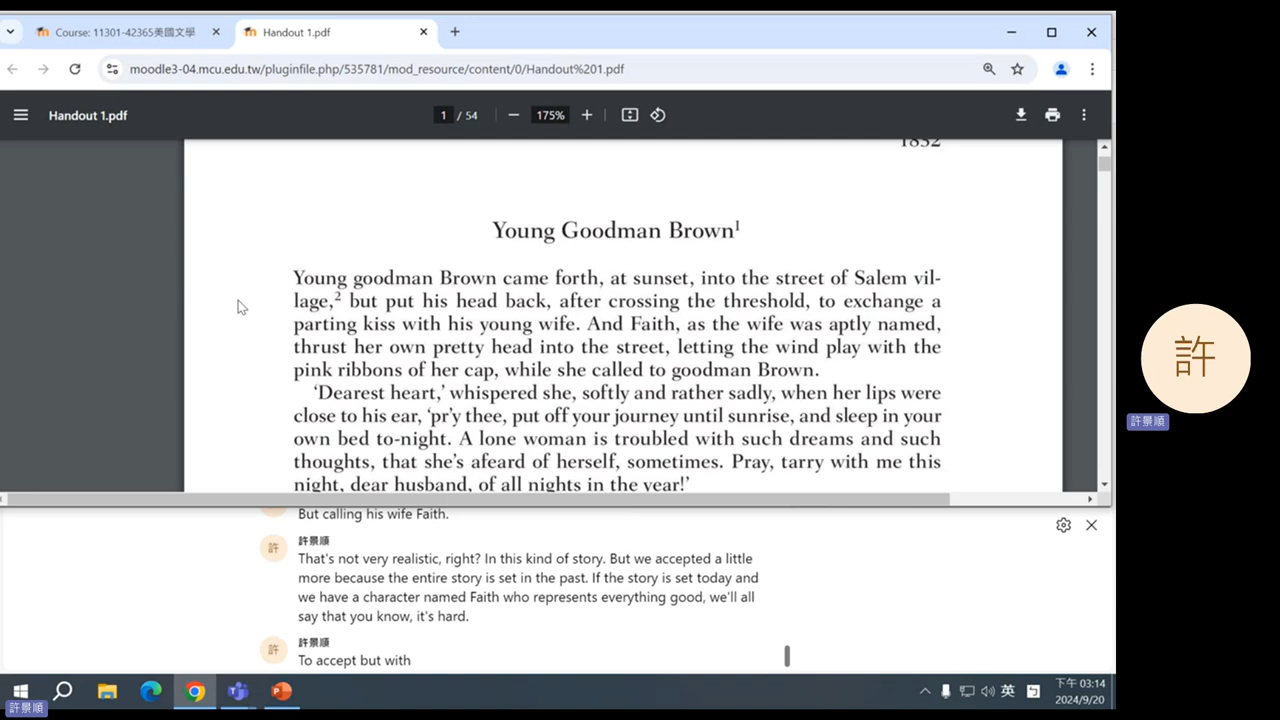 Course: 11301-42365美國文學
Handout 1.pdf
moodle3-04.mcu.edu.tw/pluginfile.php/535781/mod_resource/content/0/Handout%201.pdf
Handout 1.pdf
1 / 54
175%
1832
Young Goodman Brown1
Young goodman Brown came forth, at sunset, into the street of Salem vil-
lage,2 but put his head back, after crossing the threshold, to exchange a
parting kiss with his young wife. And Faith, as the wife was aptly named,
thrust her own pretty head into the street, letting the wind play with the
pink ribbons of her cap, while she called to goodman Brown.
‘Dearest heart,’ whispered she, softly and rather sadly, when her lips were
close to his ear, ‘pr’y thee, put off your journey until sunrise, and sleep in your
own bed to-night. A lone woman is troubled with such dreams and such
thoughts, that she’s afeard of herself, sometimes. Pray, tarry with me this
night, dear husband, of all nights in the year!’
But calling his wife Faith.
許
許景順
That's not very realistic, right? In this kind of story. But we accepted a little
more because the entire story is set in the past. If the story is set today and
we have a character named Faith who represents everything good, we'll all
say that you know, it's hard.
許
許景順
To accept but with
許
許景順
英
ㄅ
下午 03:14
2024/9/20
許景順